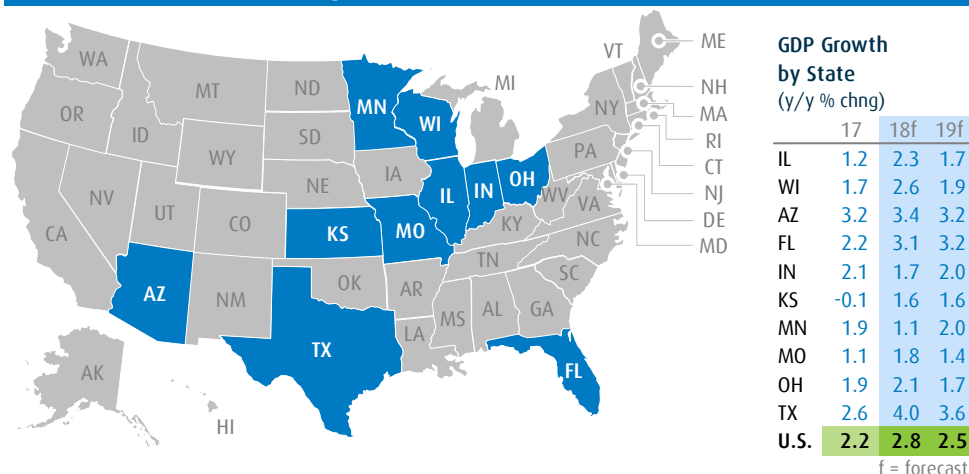 WA
MT
ND
MN
VT
ME
OR
ID
SD
WI
MI
NY
NH
MA
WY
IA
PA
RI
CT
NV
UT
CO
NE
IL
IN
OH
WV
VA
NJ
DE
MD
CA
KS
MO
KY
NC
TN
AZ
NM
OK
AR
SC
MS
AL
GA
LA
TX
FL
AK
HI
GDP Growth
by State
(y/y % chng)
17 18f 19f
IL 1.2 2.3 1.7
WI 1.7 2.6 1.9
AZ 3.2 3.4 3.2
FL 2.2 3.1 3.2
IN 2.1 1.7 2.0
KS -0.1 1.6 1.6
MN 1.9 1.1 2.0
MO 1.1 1.8 1.4
OH 1.9 2.1 1.7
TX 2.6 4.0 3.6
U.S. 2.2 2.8 2.5
f = forecast